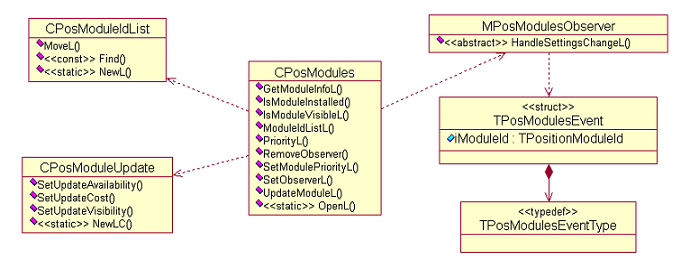 CPosModuleIdList
MoveL()
<<const>> Find()
<<static>> NewL()
CPosModuleUpdate
SetUpdateAvailability()
SetUpdateCost()
SetUpdateVisibility()
<<static>> NewLC()
CPosModules
GetModuleInfoL()
IsModuleInstalled()
IsModuleVisibleL()
ModuleIdListL()
PriorityL()
RemoveObserver()
SetModulePriority()
SetObserverL()
UpdateModuleL()
<<static>> OpenL()
MPosModulesObserver
<<abstract>> HandleSettingsChangeL()
<<struct>>
TPosModulesEvent
iModuleId : TPositionModuleId
<<typedef>>
TPosModulesEventType